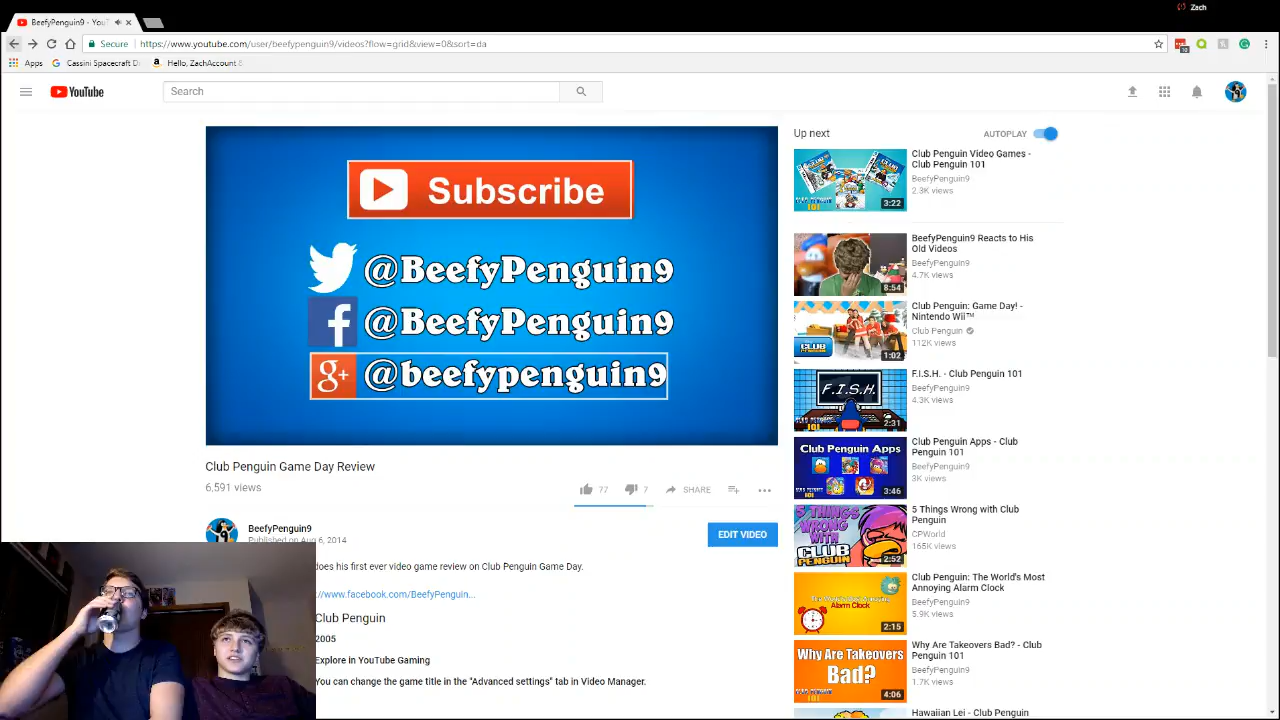 Zach
BeefyPenguin9 - YouT
Secure
https://www.youtube.com/user/beefypenguin9/videos?flow=grid&view=0&sort=da
Apps
Cassini Spacecraft D
Hello, ZachAccount &
YouTube
Search
Subscribe
@BeefyPenguin9
@BeefyPenguin9
@beefypenguin9
Club Penguin Game Day Review
6,591 views
77
7
SHARE
BeefyPenguin9
Published on Aug 6, 2014
EDIT VIDEO
does his first ever video game review on Club Penguin Game Day.
://www.facebook.com/BeefyPenguin...
Club Penguin
2005
Explore in YouTube Gaming
You can change the game title in the "Advanced settings" tab in Video Manager.
Up next
AUTOPLAY
3:22
Club Penguin Video Games -
Club Penguin 101
BeefyPenguin9
2.3K views
8:54
BeefyPenguin9 Reacts to His
Old Videos
BeefyPenguin9
4.7K views
CLUB
PENGUIN
1:02
Club Penguin: Game Day! -
Nintendo Wii™
Club Penguin
112K views
F.I.S.H.
2:31
F.I.S.H. - Club Penguin 101
BeefyPenguin9
4.3K views
Club Penguin Apps
3:46
Club Penguin Apps - Club
Penguin 101
BeefyPenguin9
3K views
5 THINGS
WRONG
WITH
CLUB
PENGUIN
2:52
5 Things Wrong with Club
Penguin
CPWorld
165K views
Alarm Clock
2:15
Club Penguin: The World's Most
Annoying Alarm Clock
BeefyPenguin9
5.9K views
Why Are Takeovers
Bad?
4:06
Why Are Takeovers Bad? - Club
Penguin 101
BeefyPenguin9
1.7K views
Hawaiian Lei - Club Penguin